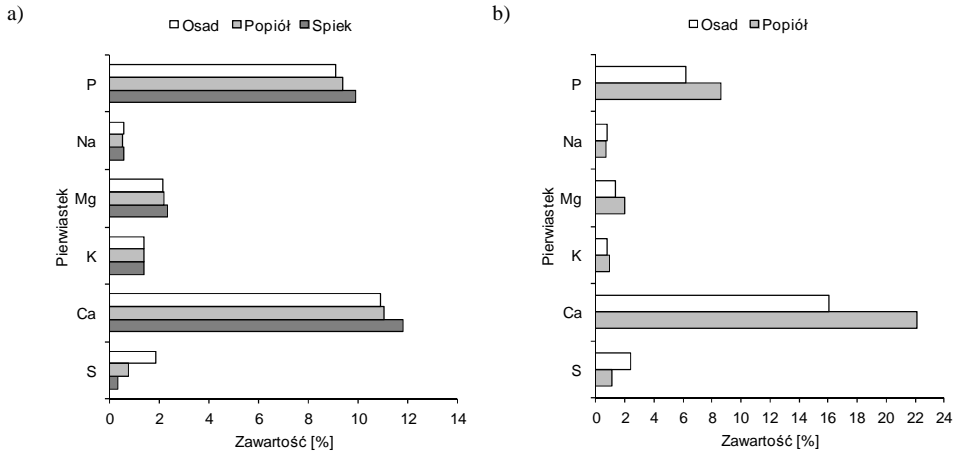 a)
Osad Popiół Spiek
Pierwiastek
P
Na
Mg
K
Ca
S
0 2 4 6 8 10 12 14
Zawartość [%]
b)
Osad Popiół
Pierwiastek
P
Na
Mg
K
Ca
S
0 2 4 6 8 10 12 14 16 18 20 22 24
Zawartość [%]